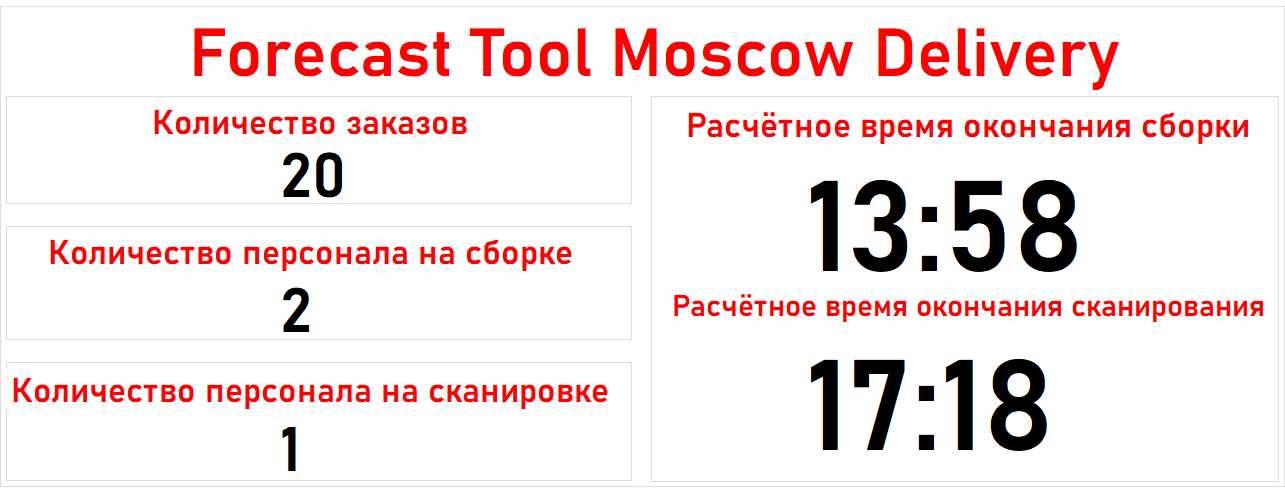 Forecast Tool Moscow Delivery
Количество заказов
20
Количество персонала на сборке
2
Количество персонала на сканировке
1
Расчётное время окончания сборки
13:58
Расчётное время окончания сканирования
17:18